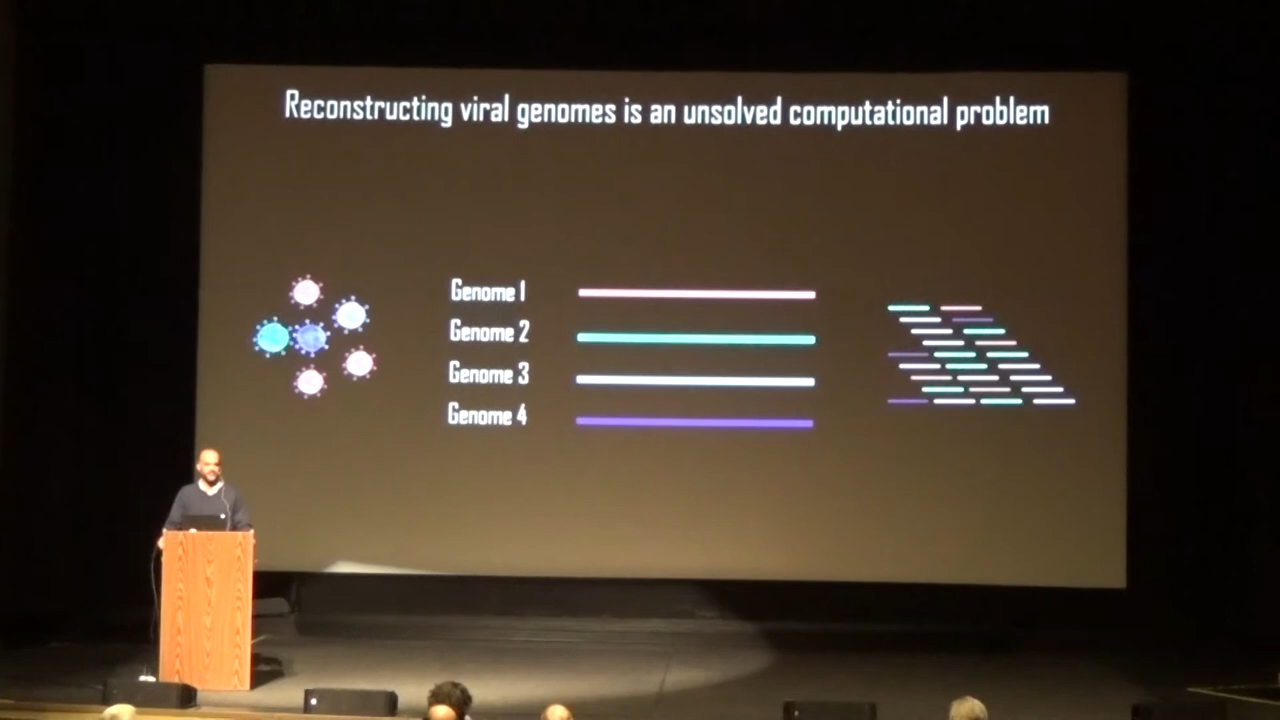 Reconstructing viral genomes is an unsolved computational problem
Genome 1
Genome 2
Genome 3
Genome 4